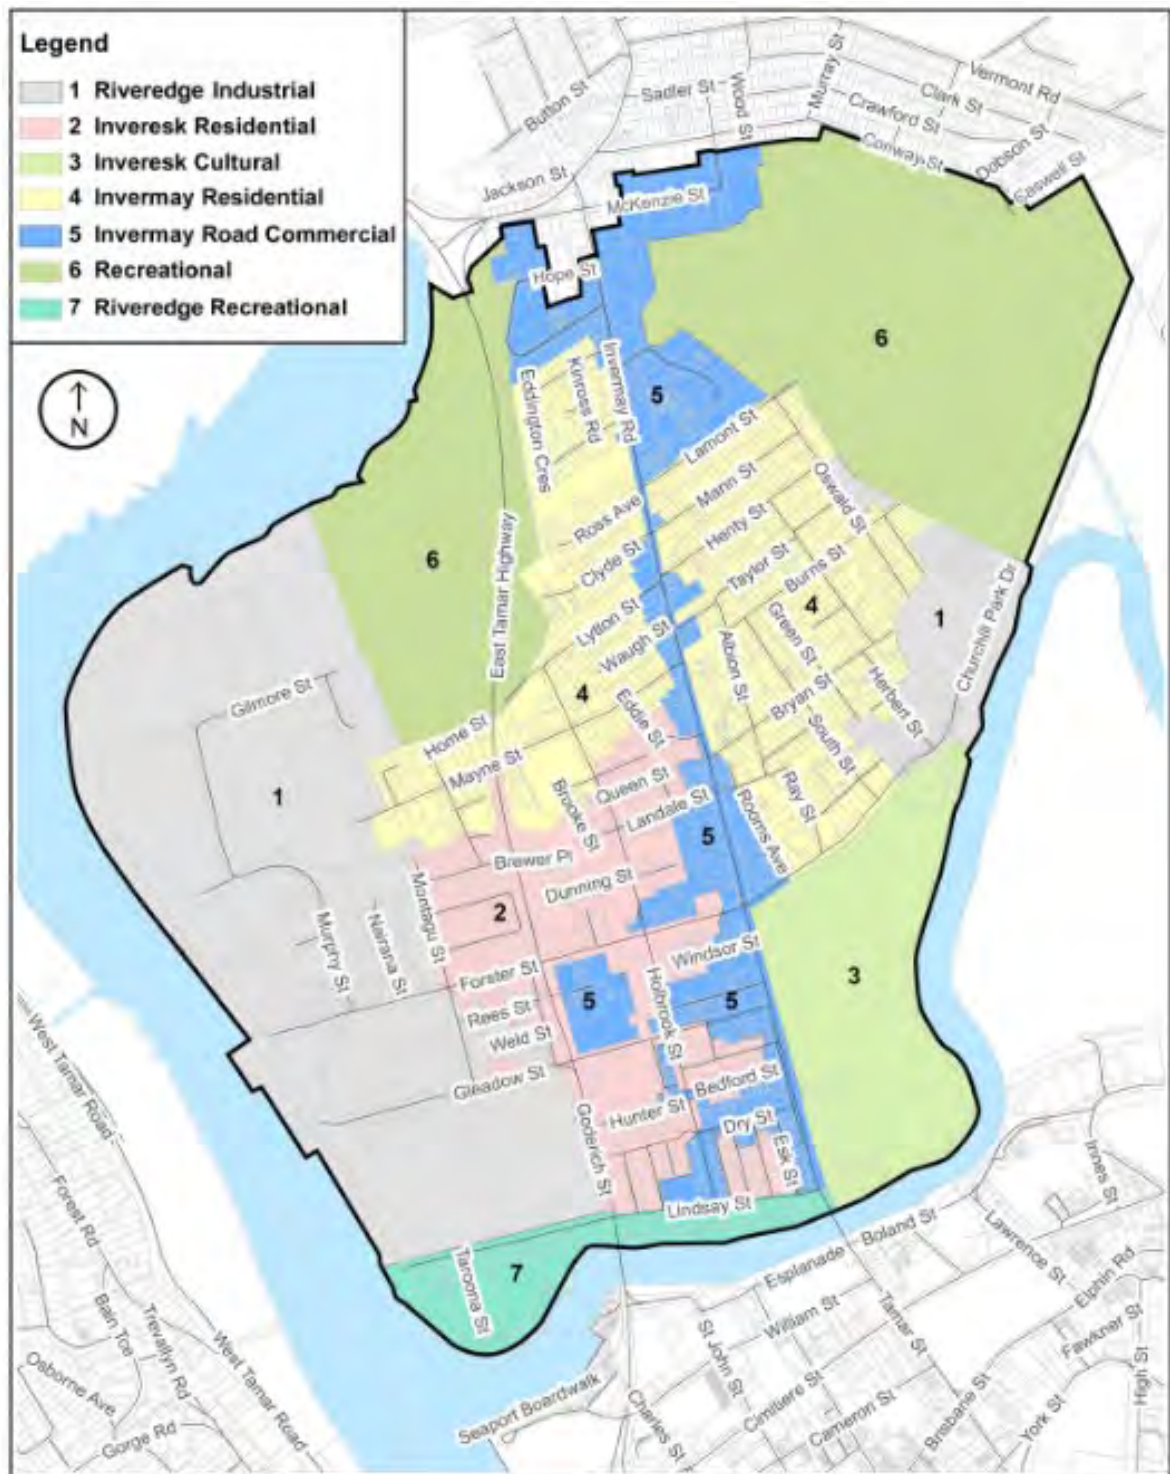 Legend
1 Riveredge Industrial
2 Inveresk Residential
3 Inveresk Cultural
4 Invermay Residential
5 Invermay Road Commercial
6 Recreational
7 Riveredge Recreational
N
Button St
Sadler St
Wood St
Murray St
Vermont Rd
Clark St
Crawford St
Conway St
Dobson St
Easwell St
Jackson St
McKenzie St
Hope St
Invermay Rd
Kinross Rd
Eddington Cres
6
5
Lamont St
Mann St
Oswald St
Ross Ave
Henty St
East Tamar Highway
6
Clyde St
Taylor St
Burns St
4
1
Churchill Park Dr
Lytton St
Waugh St
Albion St
Green St
Herbert St
Gilmore St
4
Eddie St
Bryan St
South St
Home St
Mayne St
1
Queen St
Ray St
Brooke St
Landale St
5
Rooms Ave
Brewer Pl
Dunning St
Montagu St
2
Murphy St
Nairana St
Windsor St
3
Forster St
Holbrook St
5
5
Rees St
Weld St
Gleadow St
Bedford St
Goderich St
Hunter St
Dry St
Esk St
Lindsay St
7
Taroona St
West Tamar Road
Forest Rd
Bain Tce
Trevallyn Rd
Osborne Ave
Gorge Rd
West Tamar Road
Innes St
Boland St
Esplanade
Lawrence St
Elphin Rd
William St
Tamar St
Fawkner St
St John St
High St
Cimitiere St
Cameron St
Brisbane St
York St
Seaport Boardwalk
Charles St